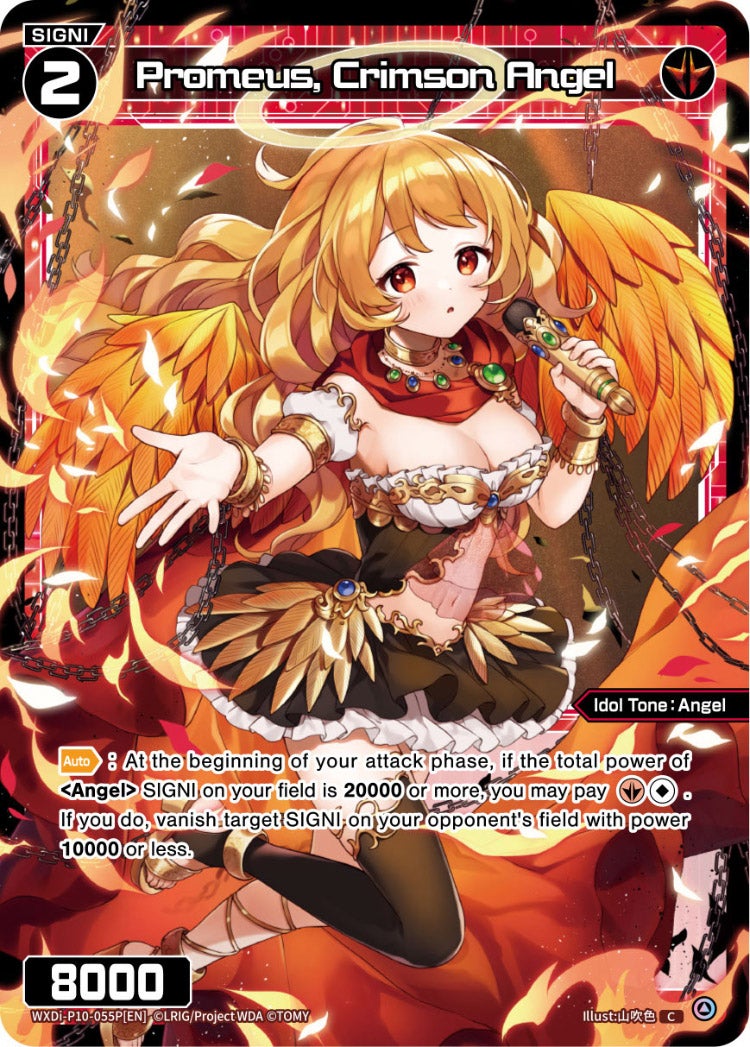 SIGNI
2
Promeus, Crimson Angel
Idol Tone:Angel
Auto : At the beginning of your attack phase, if the total power of
<Angel> SIGNI on your field is 20000 or more, you may pay .
If you do, vanish target SIGNI on your opponent's field with power
10000 or less.
8000
WXDi-P10-055P[EN] ©LRIG/Project WDA ©TOMY
Illust:山吹色 C